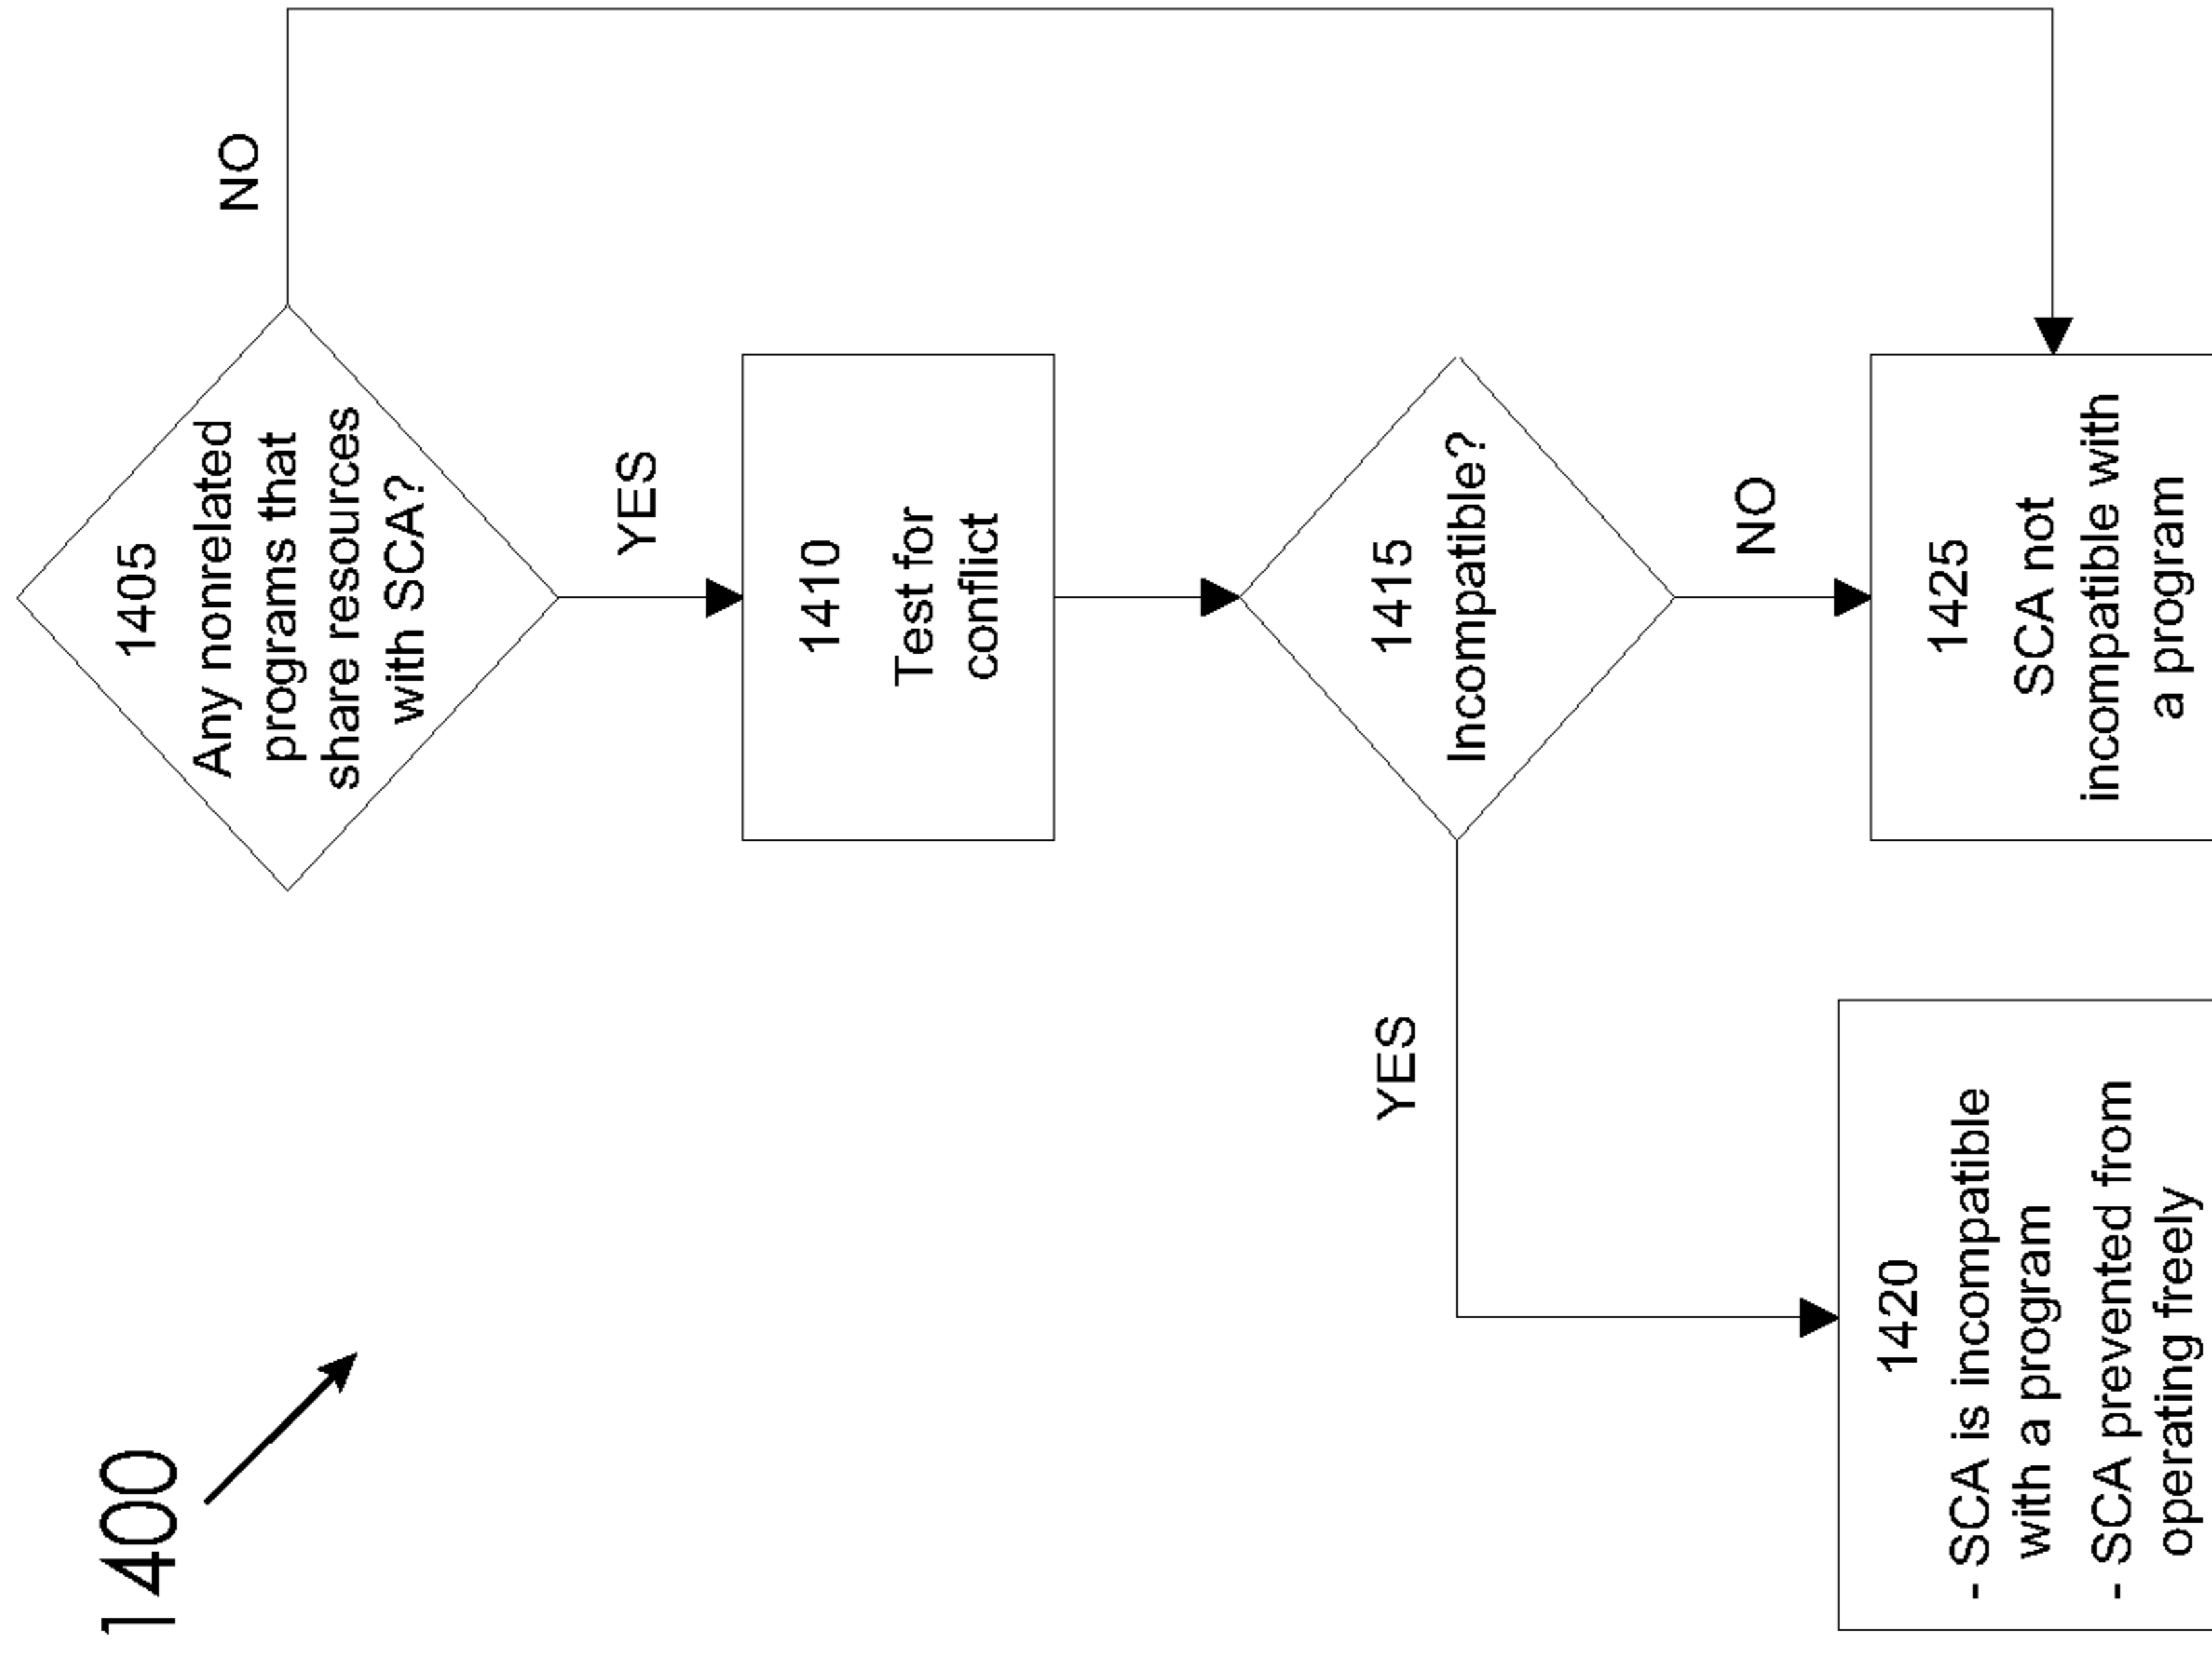 1400
1405
Any nonrelated
programs that
share resources
with SCA?
NO
YES
1410
Test for
conflict
1415
Incompatible?
YES
NO
1420
- SCA is incompatible
with a program
- SCA prevented from
operating freely
1425
SCA not
incompatible with
a program